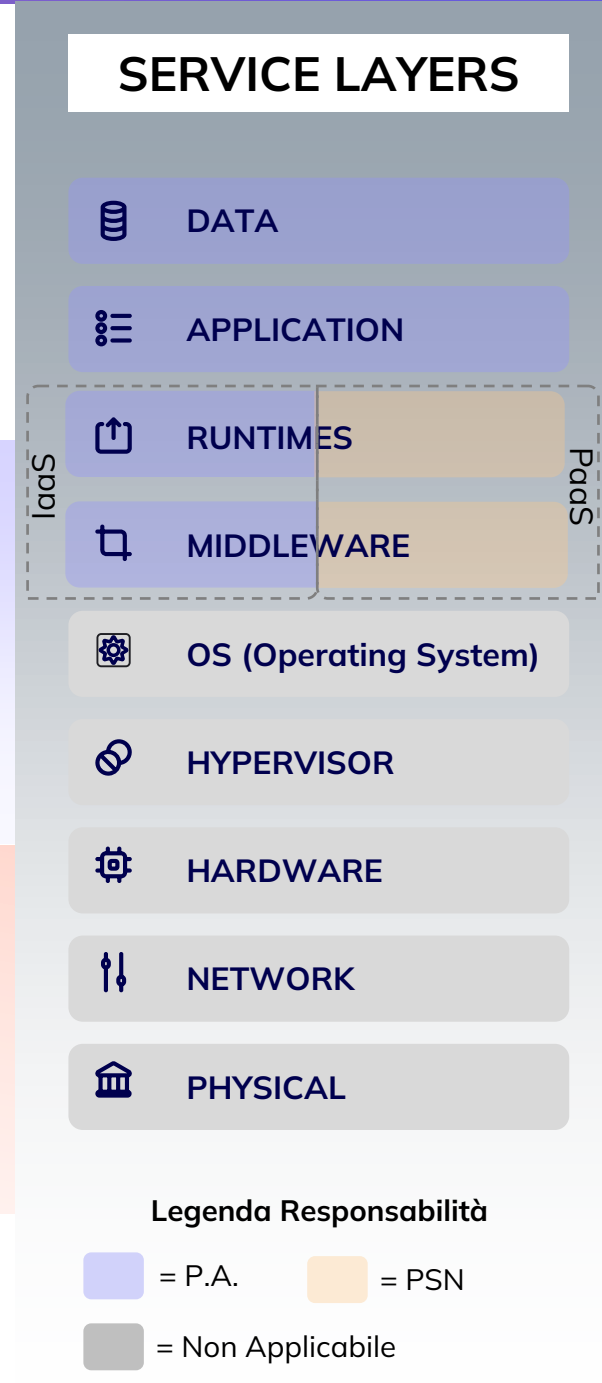 SERVICE LAYERS
DATA
APPLICATION
IaaS
RUNTIMES
PaaS
MIDDLEWARE
OS (Operating System)
HYPERVISOR
HARDWARE
NETWORK
PHYSICAL
Legenda Responsabilità
= P.A.
= PSN
= Non Applicabile